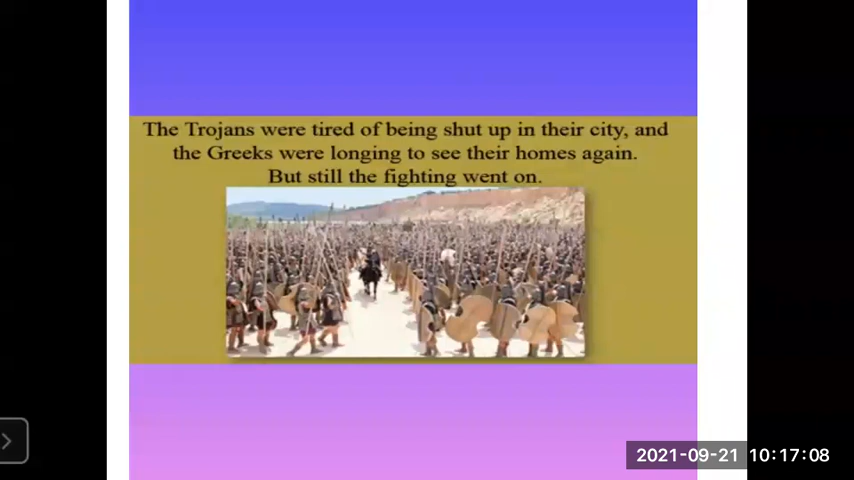 The Trojans were tired of being shut up in their city, and
the Greeks were longing to see their homes again.
But still the fighting went on.
2021-09-21 10:17:08